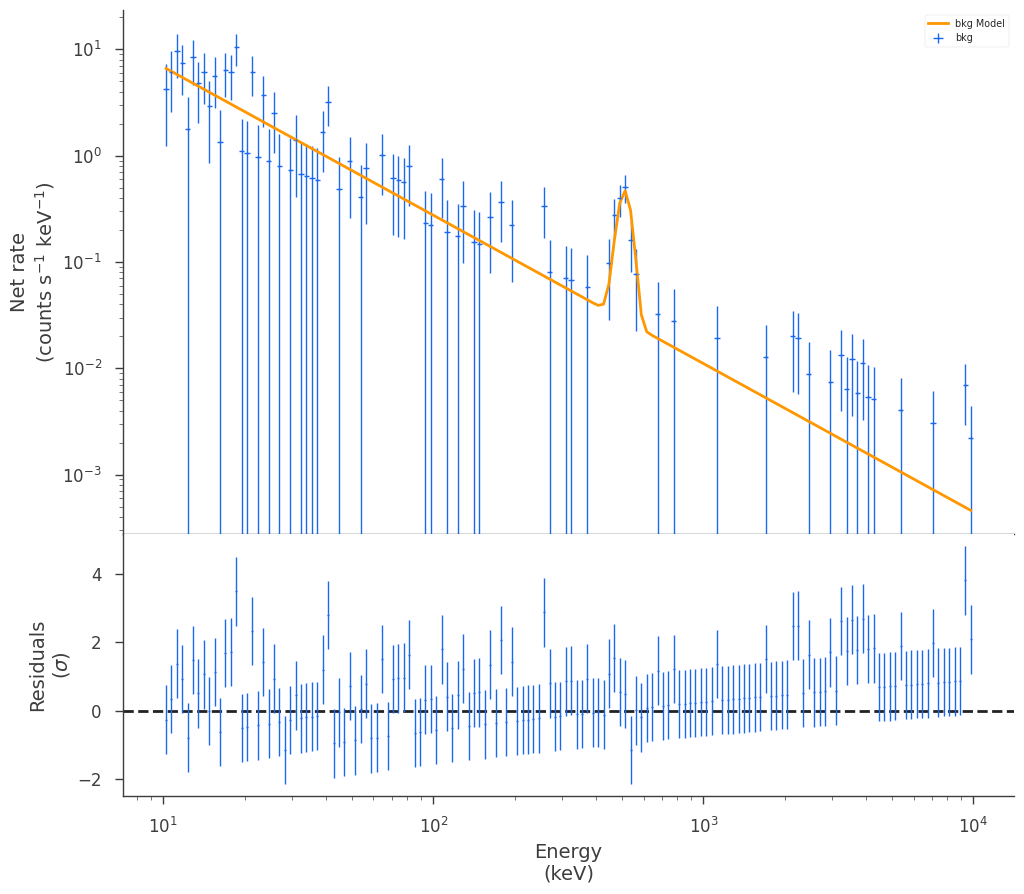 bkg Model
bkg
Net rate
(counts s⁻¹ keV⁻¹)
10¹
10⁰
10⁻¹
10⁻²
10⁻³
Residuals
(σ)
4
2
0
−2
10¹ 10² 10³ 10⁴
Energy
(keV)